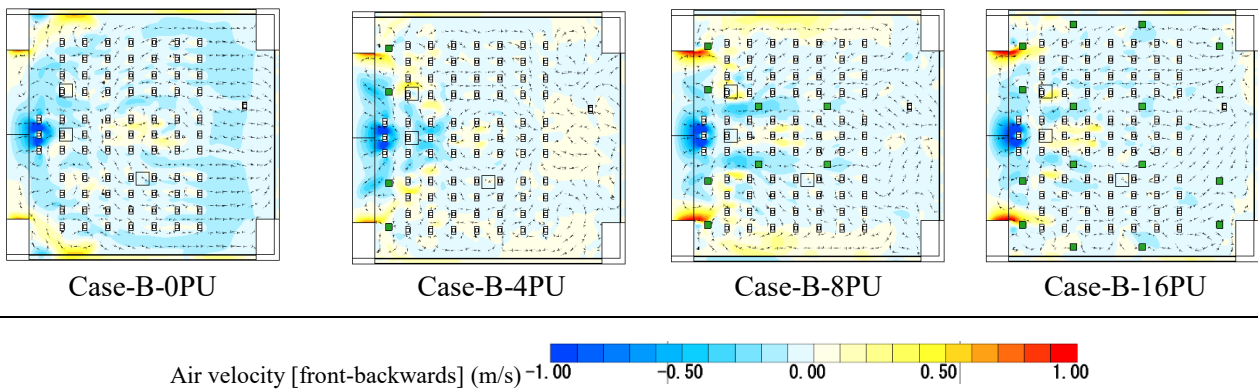 Case-B-0PU Case-B-4PU Case-B-8PU Case-B-16PU
Air velocity [front-backwards] (m/s) -1.00 -0.50 0.00 0.50 1.00